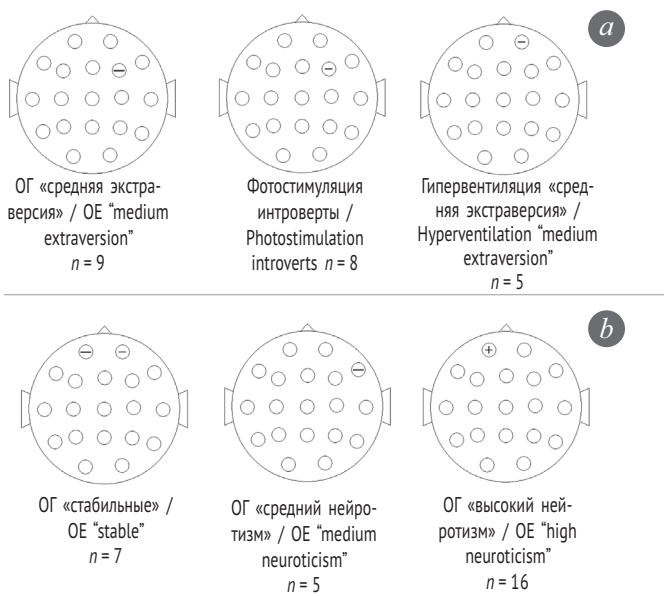 a
ОГ «средняя экстра-
версия» / OE “medium
extraversion”
n = 9
Фотостимуляция
интроверты /
Photostimulation
introverts n = 8
Гипервентиляция «сред-
няя экстраверсия» /
Hyperventilation “medium
extraversion”
n = 5
b
ОГ «стабильные» /
OE “stable”
n = 7
ОГ «средний нейро-
тизм» / OE “medium
neuroticism”
n = 5
ОГ «высокий ней-
ротизм» / OE “high
neuroticism”
n = 16